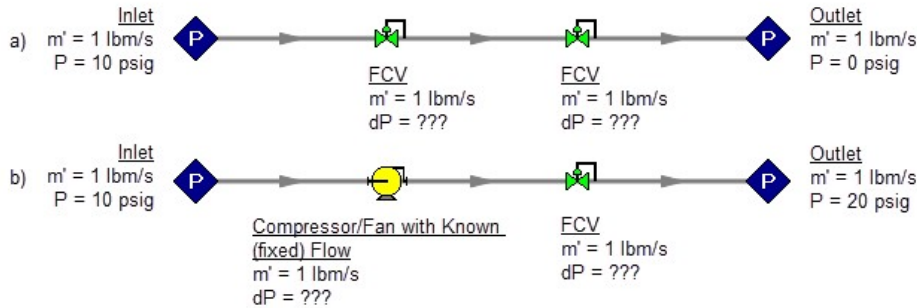 a)
Inlet
m' = 1 lbm/s
P = 10 psig
P
FCV
m' = 1 lbm/s
dP = ???
FCV
m' = 1 lbm/s
dP = ???
P
Outlet
m' = 1 lbm/s
P = 0 psig
b)
Inlet
m' = 1 lbm/s
P = 10 psig
P
Compressor/Fan with Known
(fixed) Flow
m' = 1 lbm/s
dP = ???
FCV
m' = 1 lbm/s
dP = ???
P
Outlet
m' = 1 lbm/s
P = 20 psig